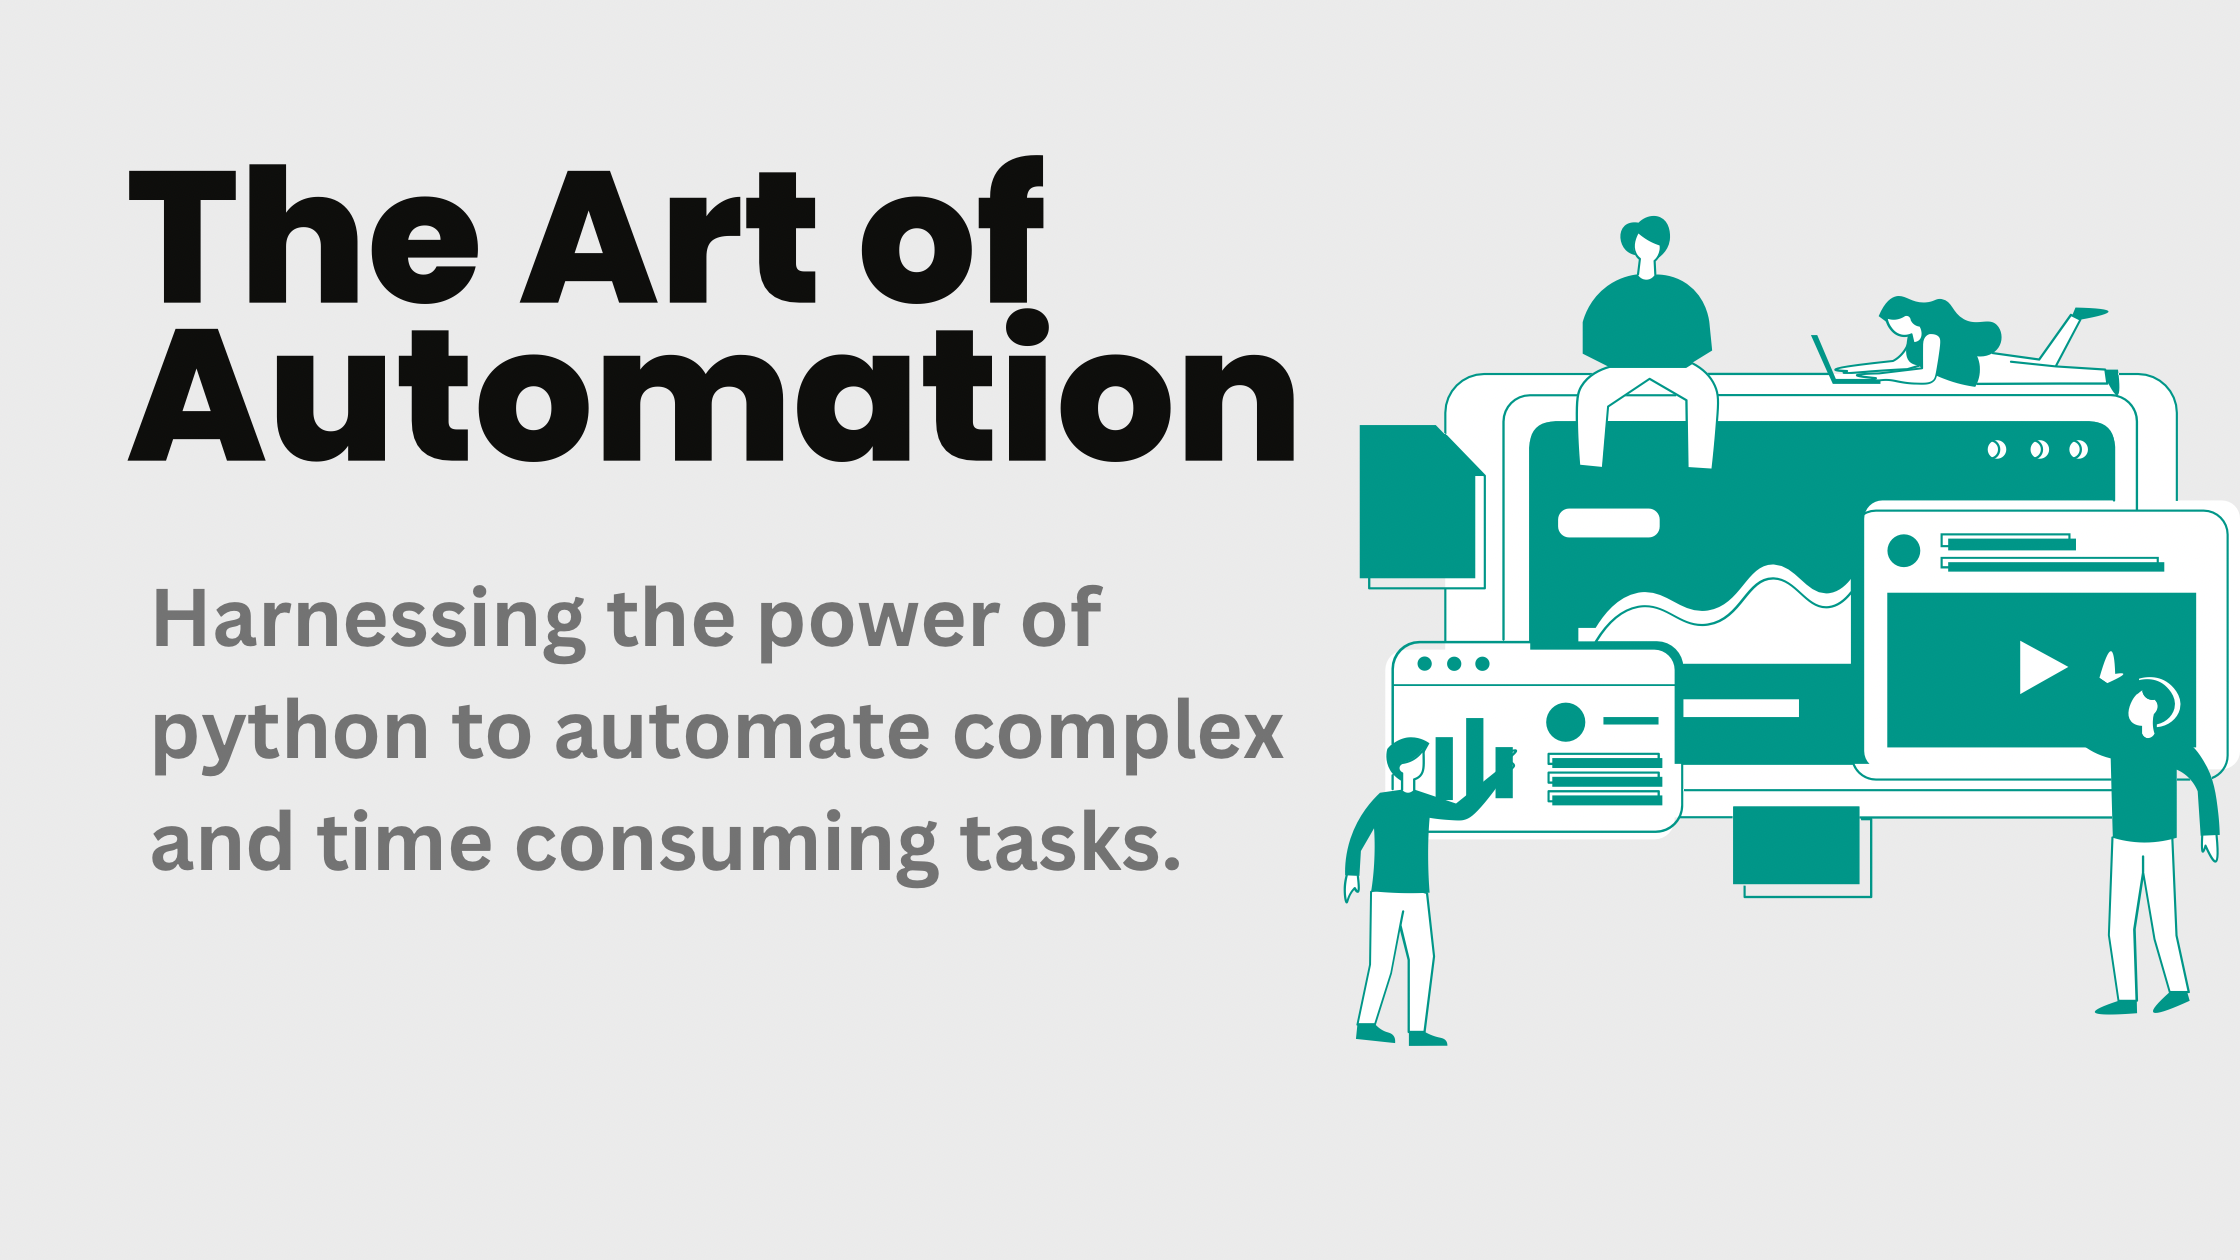 The Art of
Automation
Harnessing the power of
python to automate complex
and time consuming tasks.